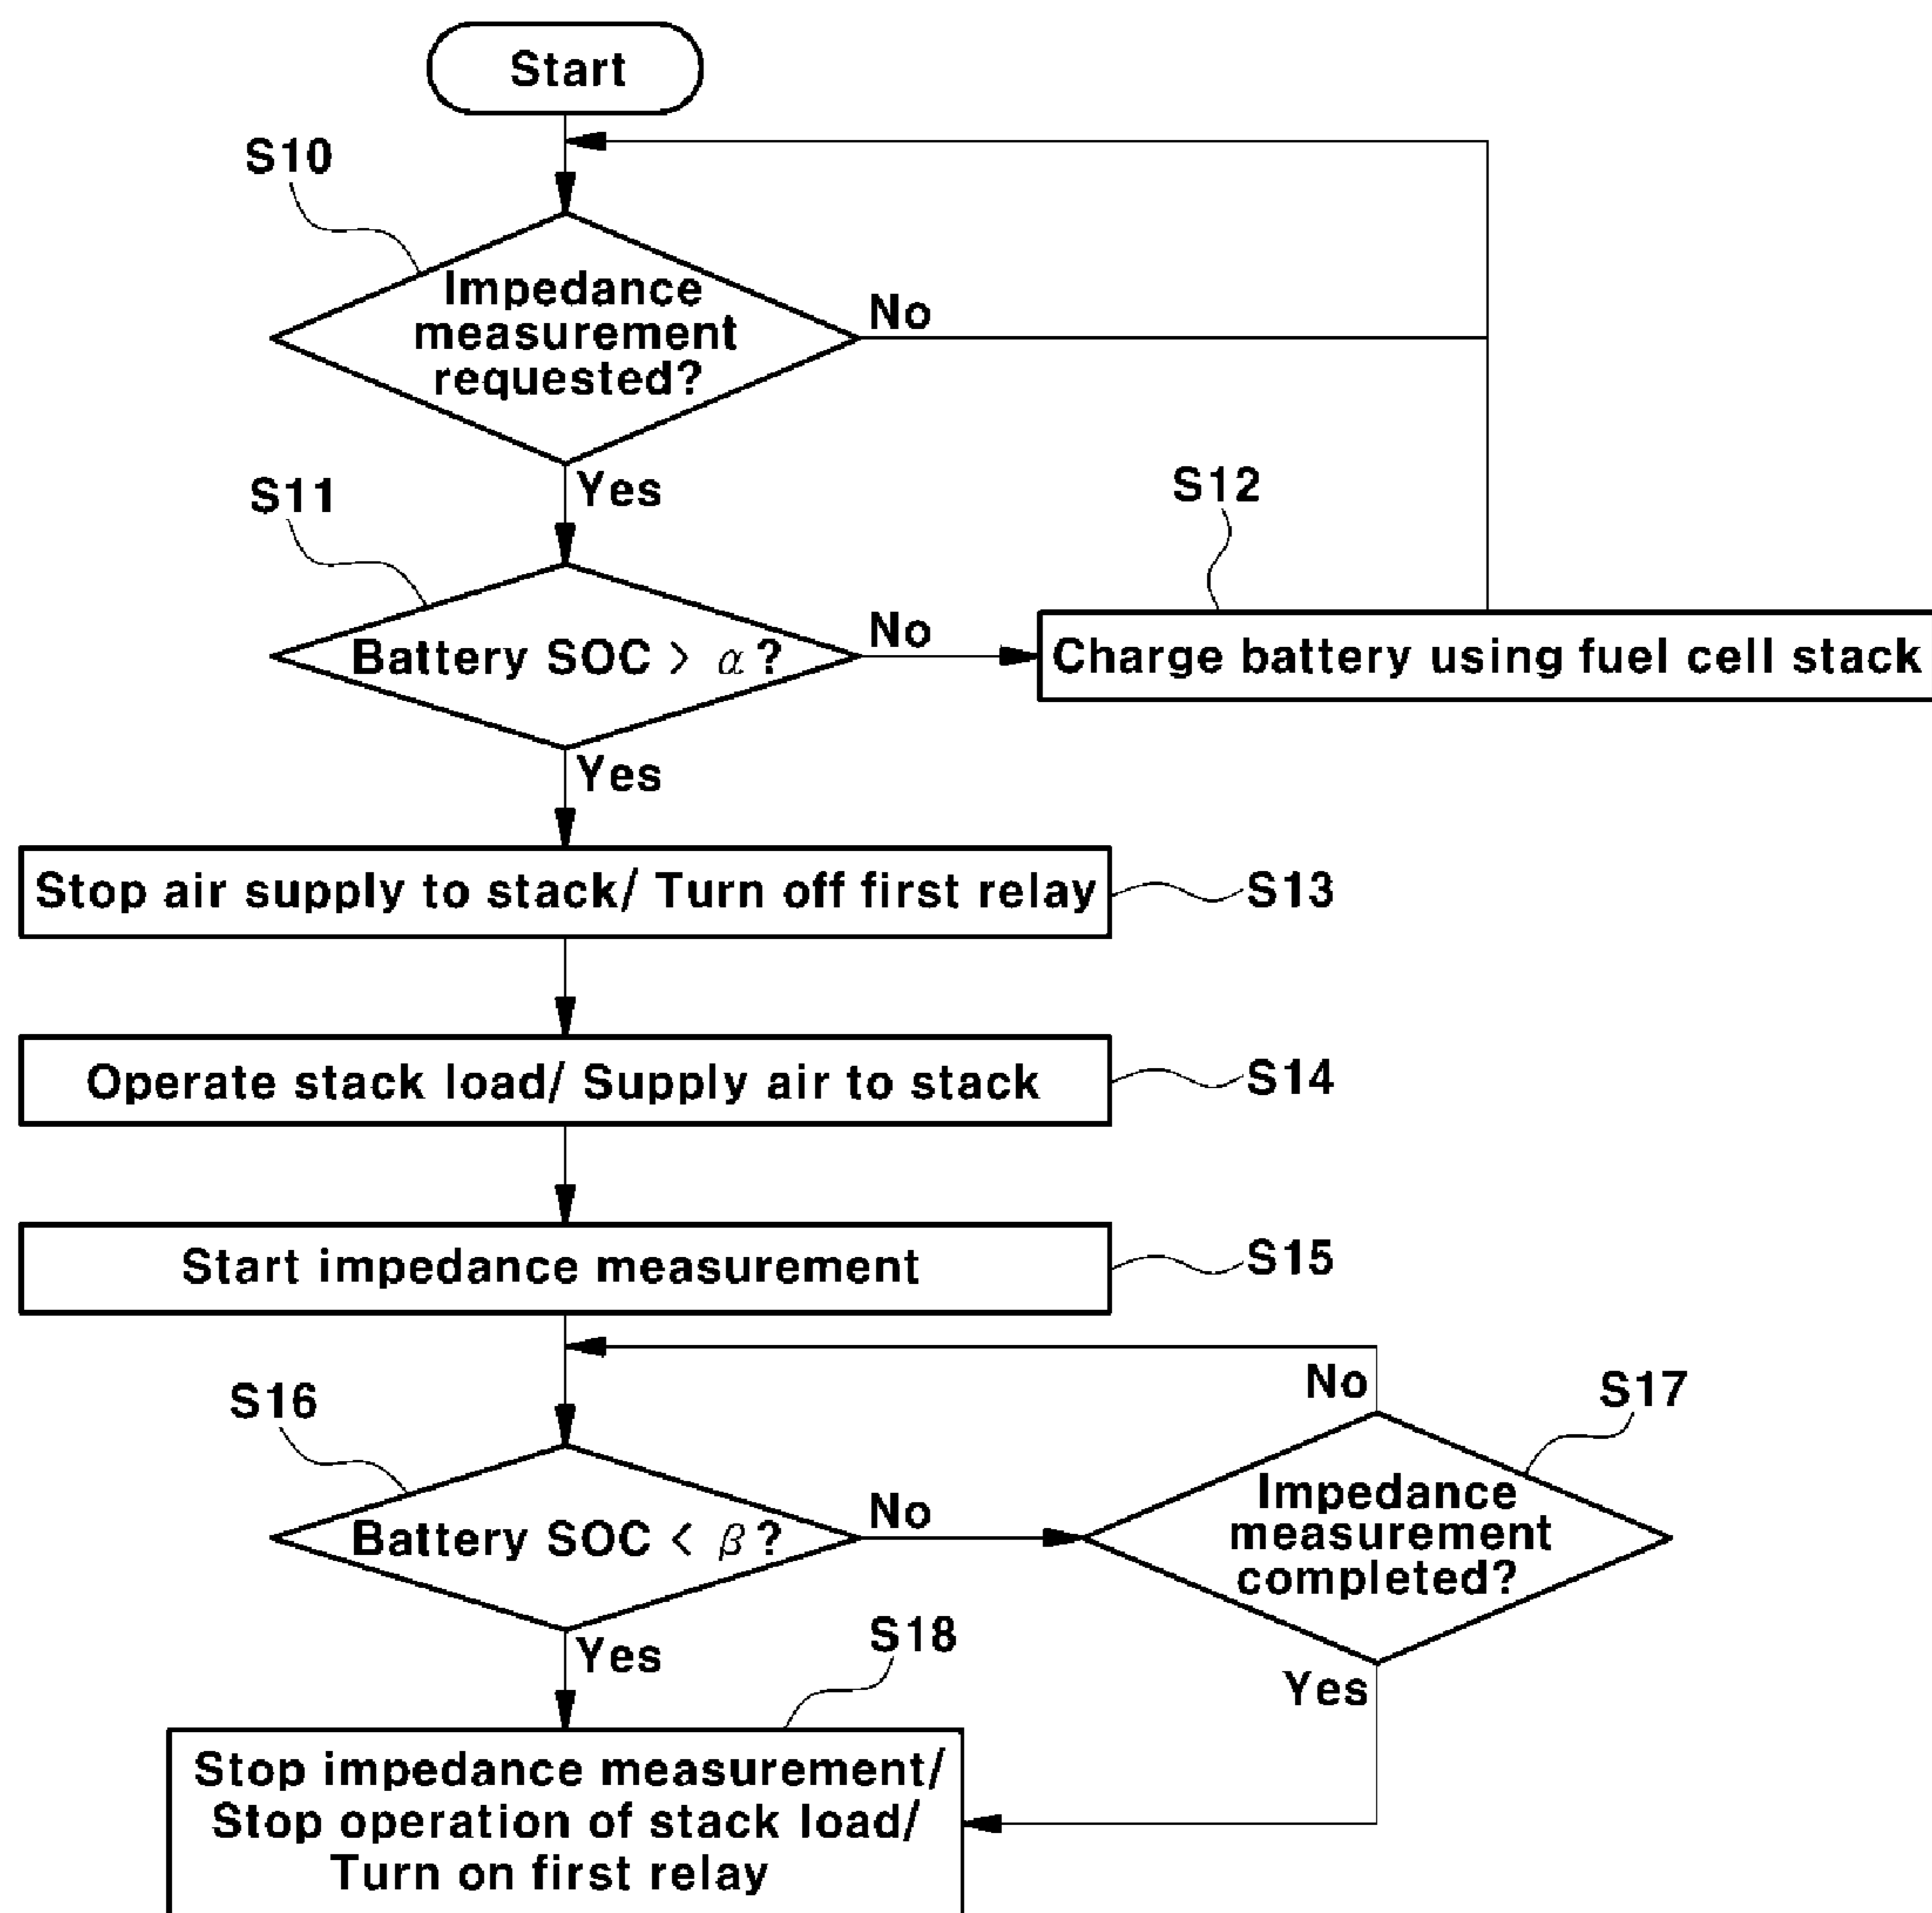 Start
S10
Impedance
measurement
requested?
No
Yes
S11
S12
Battery SOC > α?
No
Charge battery using fuel cell stack
Yes
Stop air supply to stack/ Turn off first relay
S13
Operate stack load/ Supply air to stack
S14
Start impedance measurement
S15
No
S16
S17
Battery SOC < β?
No
Impedance
measurement
completed?
Yes
S18
Yes
Stop impedance measurement/
Stop operation of stack load/
Turn on first relay